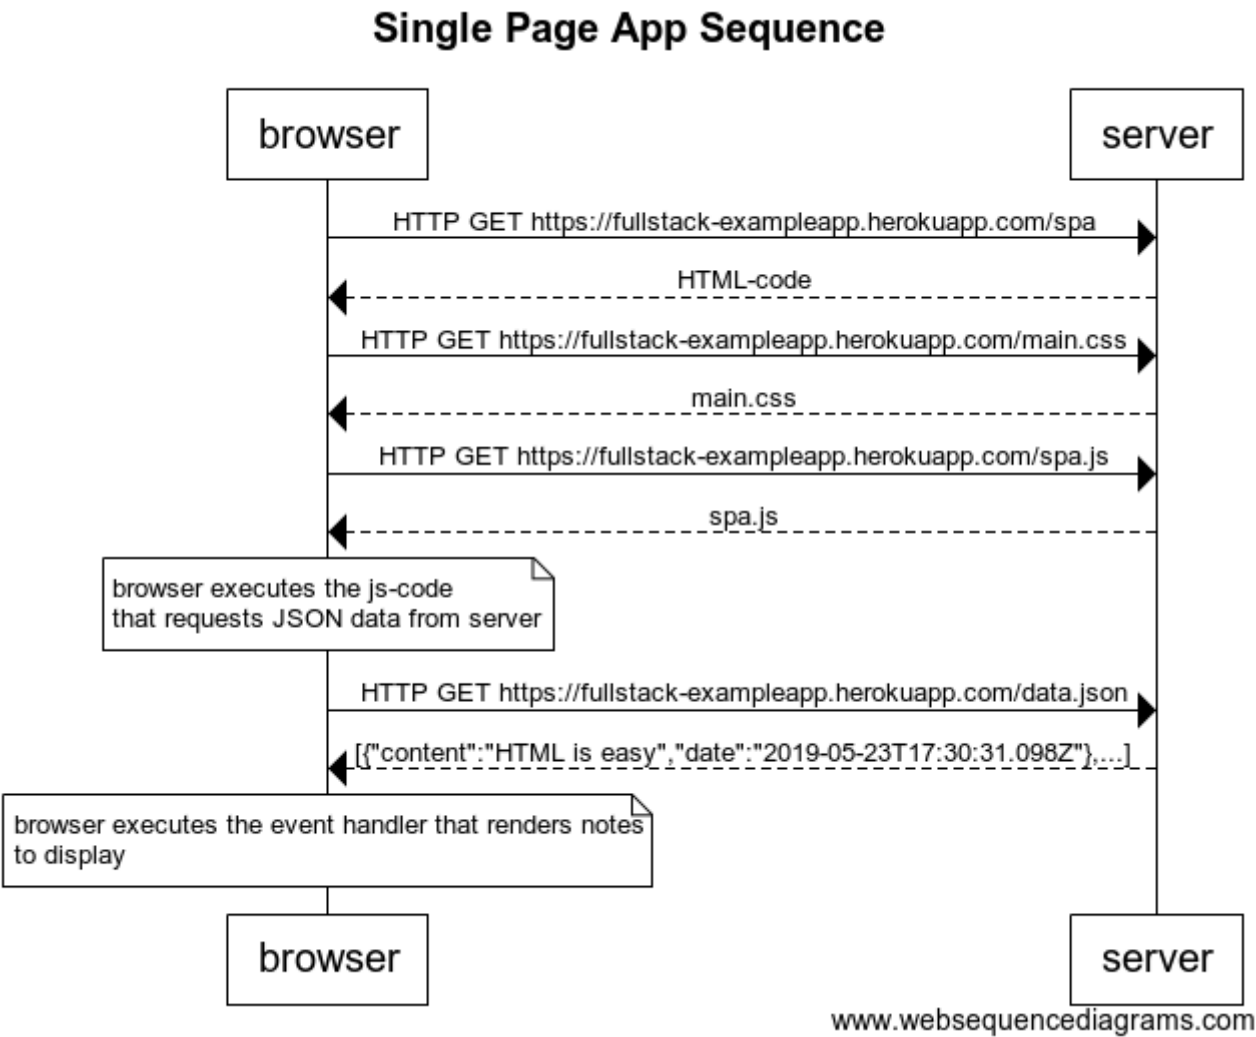 Single Page App Sequence
browser
server
HTTP GET https://fullstack-exampleapp.herokuapp.com/spa
HTML-code
HTTP GET https://fullstack-exampleapp.herokuapp.com/main.css
main.css
HTTP GET https://fullstack-exampleapp.herokuapp.com/spa.js
spa.js
browser executes the js-code
that requests JSON data from server
HTTP GET https://fullstack-exampleapp.herokuapp.com/data.json
[{"content":"HTML is easy","date":"2019-05-23T17:30:31.098Z"},...]
browser executes the event handler that renders notes
to display
browser
server
www.websequencediagrams.com